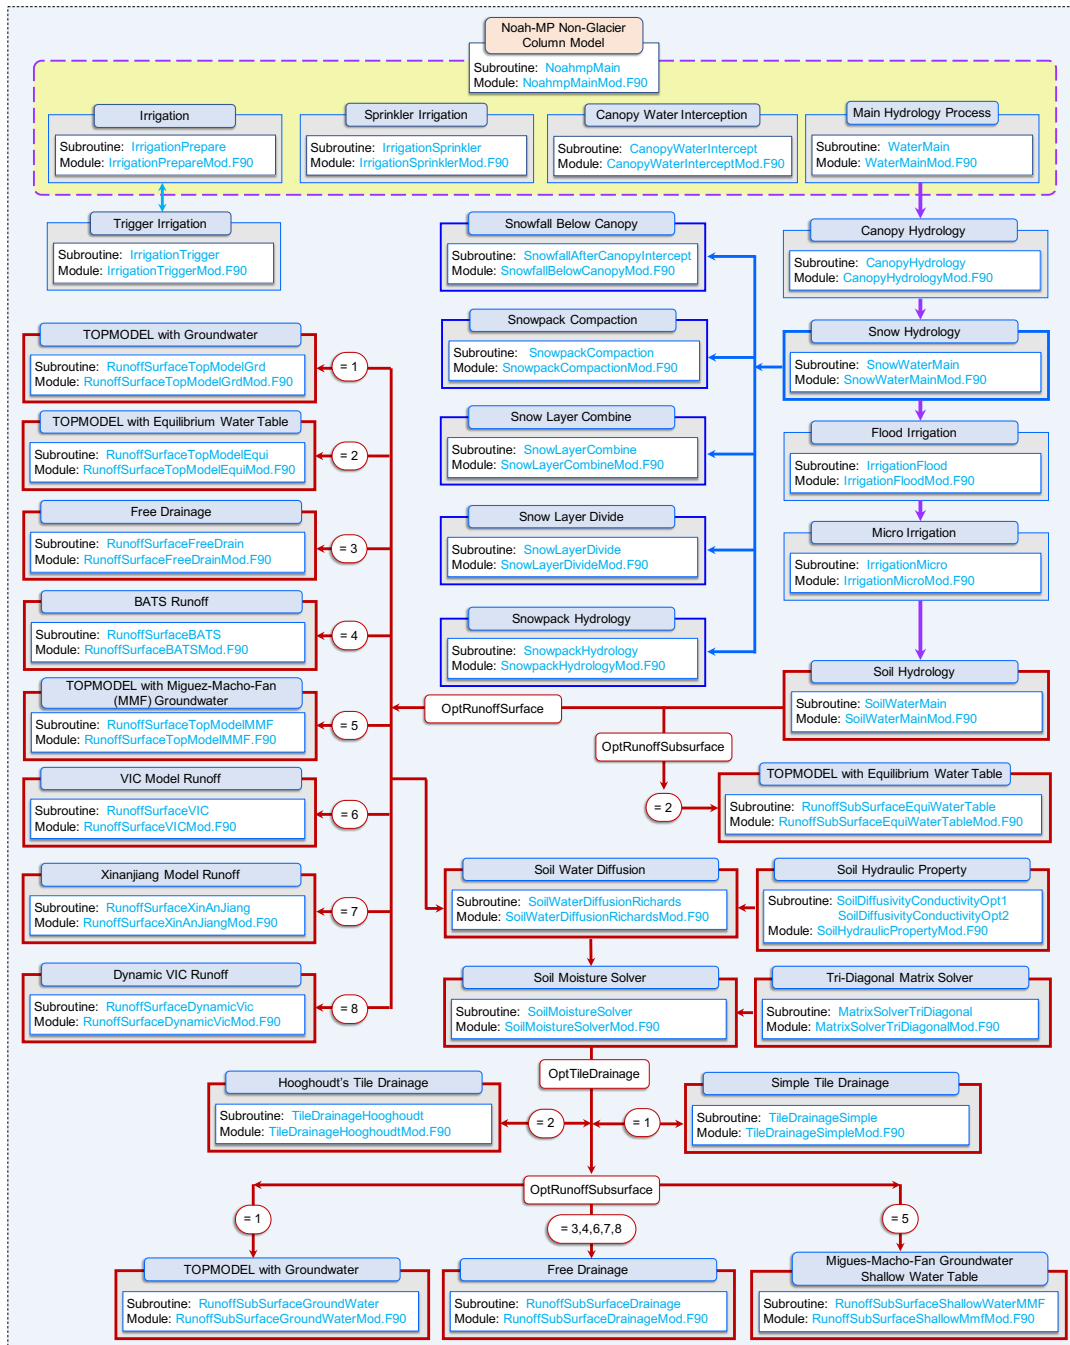 Noah-MP Non-Glacier
Column Model
Subroutine: NoahmpMain
Module: NoahmpMainMod.F90
Irrigation
Subroutine: IrrigationPrepare
Module: IrrigationPrepareMod.F90
Sprinkler Irrigation
Subroutine: IrrigationSprinkler
Module: IrrigationSprinklerMod.F90
Canopy Water Interception
Subroutine: CanopyWaterIntercept
Module: CanopyWaterInterceptMod.F90
Main Hydrology Process
Subroutine: WaterMain
Module: WaterMainMod.F90
Trigger Irrigation
Subroutine: IrrigationTrigger
Module: IrrigationTriggerMod.F90
Snowfall Below Canopy
Subroutine: SnowfallAfterCanopyIntercept
Module: SnowfallBelowCanopyMod.F90
Canopy Hydrology
Subroutine: CanopyHydrology
Module: CanopyHydrologyMod.F90
TOPMODEL with Groundwater
Subroutine: RunoffSurfaceTopModelGrd
Module: RunoffSurfaceTopModelGrdMod.F90
= 1
Snowpack Compaction
Subroutine: SnowpackCompaction
Module: SnowpackCompactionMod.F90
Snow Hydrology
Subroutine: SnowWaterMain
Module: SnowWaterMainMod.F90
TOPMODEL with Equilibrium Water Table
Subroutine: RunoffSurfaceTopModelEqui
Module: RunoffSurfaceTopModelEquiMod.F90
= 2
Snow Layer Combine
Subroutine: SnowLayerCombine
Module: SnowLayerCombineMod.F90
Flood Irrigation
Subroutine: IrrigationFlood
Module: IrrigationFloodMod.F90
Free Drainage
Subroutine: RunoffSurfaceFreeDrain
Module: RunoffSurfaceFreeDrainMod.F90
= 3
Snow Layer Divide
Subroutine: SnowLayerDivide
Module: SnowLayerDivideMod.F90
Micro Irrigation
Subroutine: IrrigationMicro
Module: IrrigationMicroMod.F90
BATS Runoff
Subroutine: RunoffSurfaceBATS
Module: RunoffSurfaceBATSMod.F90
= 4
Snowpack Hydrology
Subroutine: SnowpackHydrology
Module: SnowpackHydrologyMod.F90
Soil Hydrology
Subroutine: SoilWaterMain
Module: SoilWaterMainMod.F90
TOPMODEL with Miguez-Macho-Fan
(MMF) Groundwater
Subroutine: RunoffSurfaceTopModelMMF
Module: RunoffSurfaceTopModelMMF.F90
= 5
OptRunoffSurface
OptRunoffSubsurface
VIC Model Runoff
Subroutine: RunoffSurfaceVIC
Module: RunoffSurfaceVICMod.F90
= 6
= 2
TOPMODEL with Equilibrium Water Table
Subroutine: RunoffSubSurfaceEquiWaterTable
Module: RunoffSubSurfaceEquiWaterTableMod.F90
Xinanjiang Model Runoff
Subroutine: RunoffSurfaceXinAnJiang
Module: RunoffSurfaceXinAnJiangMod.F90
= 7
Soil Water Diffusion
Subroutine: SoilWaterDiffusionRichards
Module: SoilWaterDiffusionRichardsMod.F90
Soil Hydraulic Property
Subroutine: SoilDiffusivityConductivityOpt1
SoilDiffusivityConductivityOpt2
Module: SoilHydraulicPropertyMod.F90
Dynamic VIC Runoff
Subroutine: RunoffSurfaceDynamicVic
Module: RunoffSurfaceDynamicVicMod.F90
= 8
Soil Moisture Solver
Subroutine: SoilMoistureSolver
Module: SoilMoistureSolverMod.F90
Tri-Diagonal Matrix Solver
Subroutine: MatrixSolverTriDiagonal
Module: MatrixSolverTriDiagonalMod.F90
OptTileDrainage
Hooghoudt's Tile Drainage
Subroutine: TileDrainageHooghoudt
Module: TileDrainageHooghoudtMod.F90
= 2
= 1
Simple Tile Drainage
Subroutine: TileDrainageSimple
Module: TileDrainageSimpleMod.F90
OptRunoffSubsurface
= 1
= 3,4,6,7,8
= 5
TOPMODEL with Groundwater
Subroutine: RunoffSubSurfaceGroundWater
Module: RunoffSubSurfaceGroundWaterMod.F90
Free Drainage
Subroutine: RunoffSubSurfaceDrainage
Module: RunoffSubSurfaceDrainageMod.F90
Migues-Macho-Fan Groundwater
Shallow Water Table
Subroutine: RunoffSubSurfaceShallowWaterMMF
Module: RunoffSubSurfaceShallowMmfMod.F90